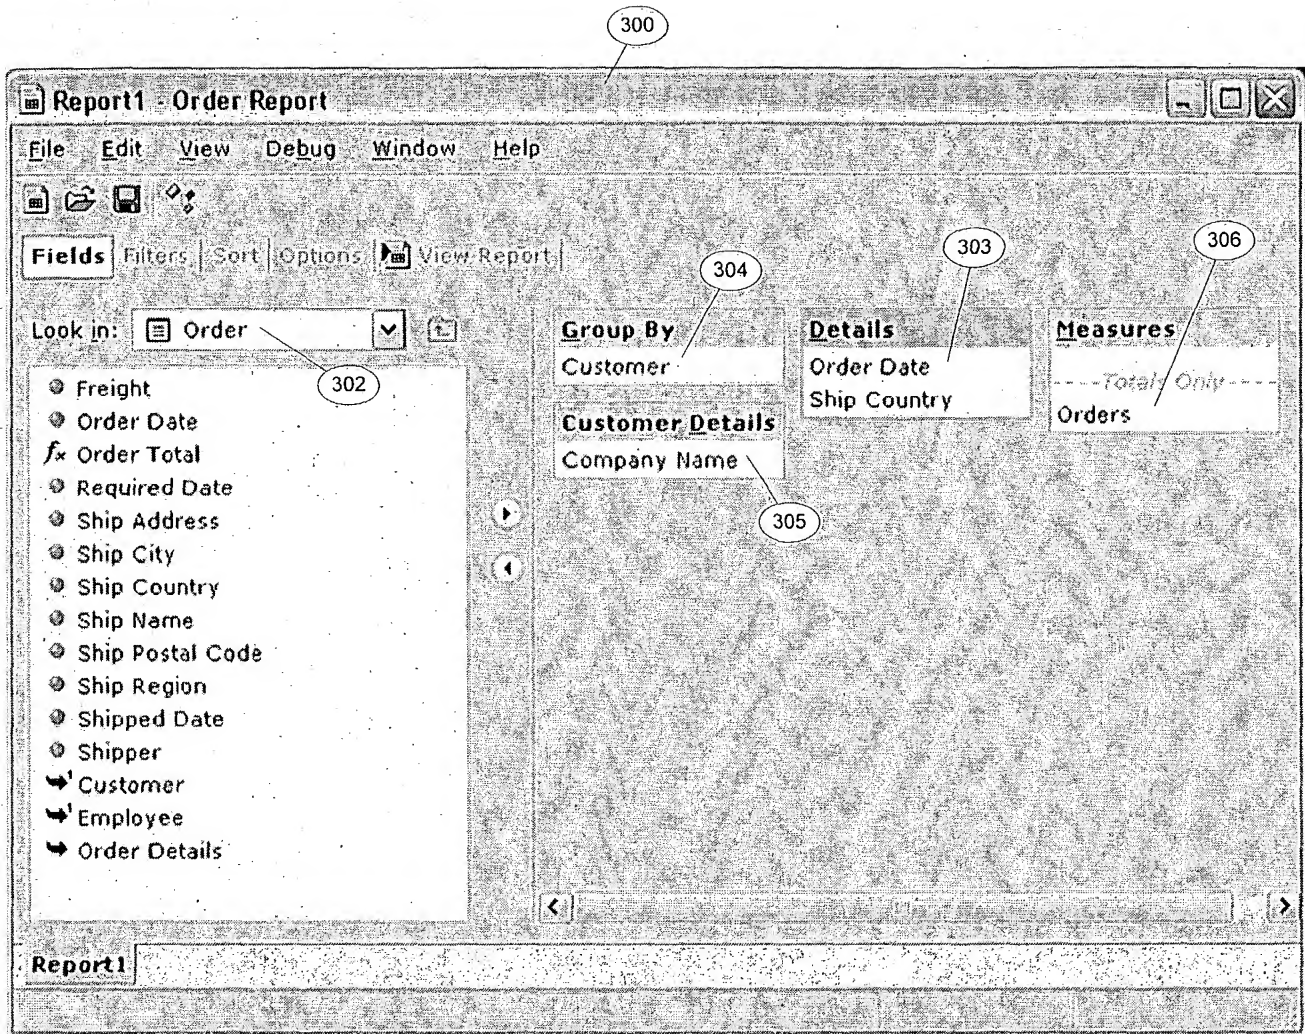 300
Report1 - Order Report
File Edit View Debug Window Help
Fields Filters Sort Options View Report
304
303
306
Look in: Order
302
Freight
Order Date
fx Order Total
Required Date
Ship Address
Ship City
Ship Country
Ship Name
Ship Postal Code
Ship Region
Shipped Date
Shipper
1 Customer
1 Employee
Order Details
Group By
Customer
Customer Details
Company Name
305
Details
Order Date
Ship Country
Measures
----Totals Only----
Orders
Report1